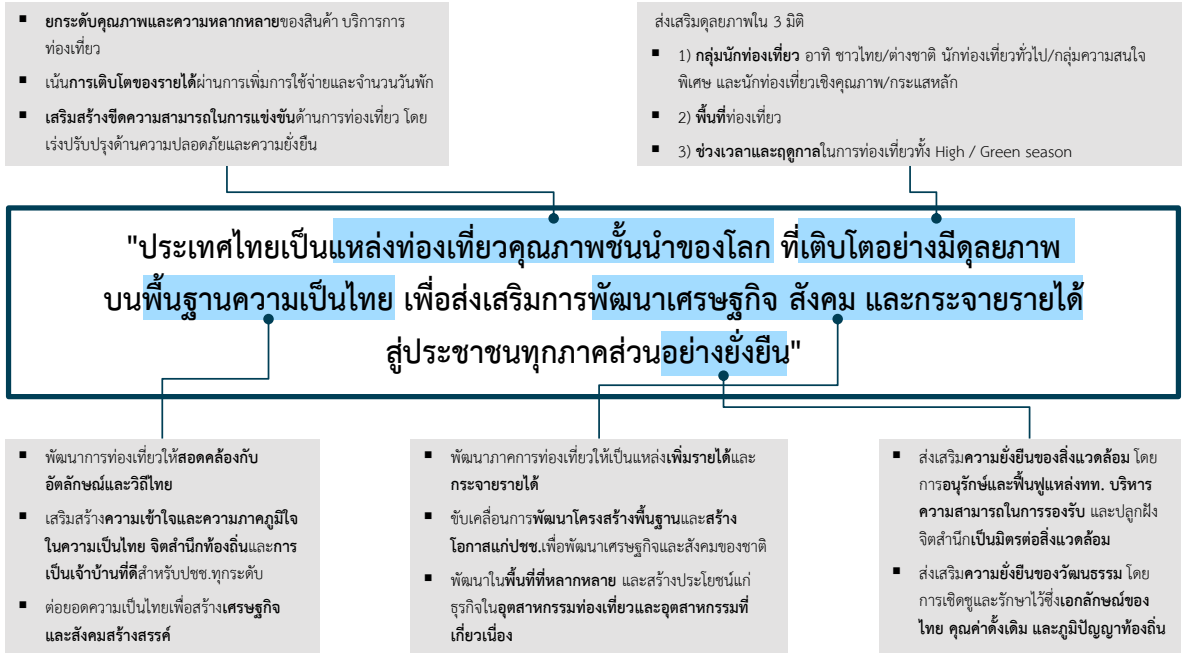 ▪ ยกระดับคุณภาพและความหลากหลายของสินค้า บริการการ
ท่องเที่ยว
▪ เน้นการเติบโตของรายได้ผ่านการเพิ่มการใช้จ่ายและจำนวนวันพัก
▪ เสริมสร้างขีดความสามารถในการแข่งขันด้านการท่องเที่ยว โดย
เร่งปรับปรุงด้านความปลอดภัยและความยั่งยืน
ส่งเสริมดุลยภาพใน 3 มิติ
▪ 1) กลุ่มนักท่องเที่ยว อาทิ ชาวไทย/ต่างชาติ นักท่องเที่ยวทั่วไป/กลุ่มความสนใจ
พิเศษ และนักท่องเที่ยวเชิงคุณภาพ/กระแสหลัก
▪ 2) พื้นที่ท่องเที่ยว
▪ 3) ช่วงเวลาและฤดูกาลในการท่องเที่ยวทั้ง High / Green season
"ประเทศไทยเป็นแหล่งท่องเที่ยวคุณภาพชั้นนำของโลก ที่เติบโตอย่างมีดุลยภาพ
บนพื้นฐานความเป็นไทย เพื่อส่งเสริมการพัฒนาเศรษฐกิจ สังคม และกระจายรายได้
สู่ประชาชนทุกภาคส่วนอย่างยั่งยืน"
▪ พัฒนาการท่องเที่ยวให้สอดคล้องกับ
อัตลักษณ์และวิถีไทย
▪ เสริมสร้างความเข้าใจและความภาคภูมิใจ
ในความเป็นไทย จิตสำนึกท้องถิ่นและการ
เป็นเจ้าบ้านที่ดีสำหรับปชช.ทุกระดับ
▪ ต่อยอดความเป็นไทยเพื่อสร้างเศรษฐกิจ
และสังคมสร้างสรรค์
▪ พัฒนาภาคการท่องเที่ยวให้เป็นแหล่งเพิ่มรายได้และ
กระจายรายได้
▪ ขับเคลื่อนการพัฒนาโครงสร้างพื้นฐานและสร้าง
โอกาสแก่ปชช.เพื่อพัฒนาเศรษฐกิจและสังคมของชาติ
▪ พัฒนาในพื้นที่ที่หลากหลาย และสร้างประโยชน์แก่
ธุรกิจในอุตสาหกรรมท่องเที่ยวและอุตสาหกรรมที่
เกี่ยวเนื่อง
▪ ส่งเสริมความยั่งยืนของสิ่งแวดล้อม โดย
การอนุรักษ์และฟื้นฟูแหล่งทท. บริหาร
ความสามารถในการรองรับ และปลูกฝัง
จิตสำนึกเป็นมิตรต่อสิ่งแวดล้อม
▪ ส่งเสริมความยั่งยืนของวัฒนธรรม โดย
การเชิดชูและรักษาไว้ซึ่งเอกลักษณ์ของ
ไทย คุณค่าดั้งเดิม และภูมิปัญญาท้องถิ่น